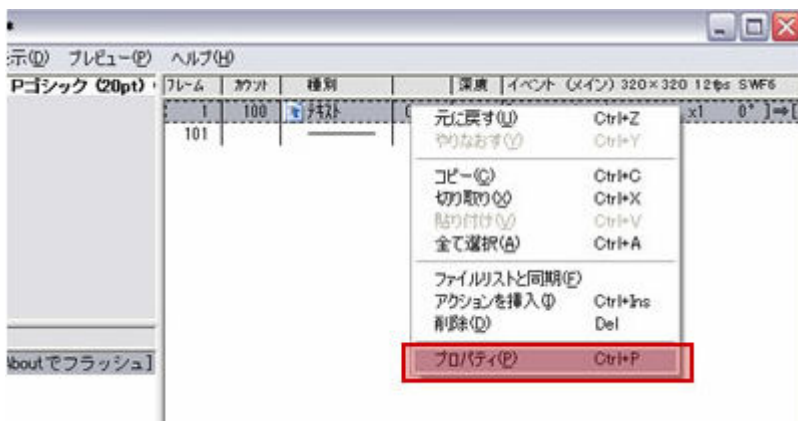 示(D) プレビュー(P) ヘルプ(H)
Pゴシック (20pt)
フレーム カウント 種別 深度 イベント (メイン) 320×320 12fps SWF6
1 100 テキスト x1 0° ]⇒[
101
元に戻す(U) Ctrl+Z
やりなおす(Y) Ctrl+Y
コピー(C) Ctrl+C
切り取り(X) Ctrl+X
貼り付け(V) Ctrl+V
全て選択(A) Ctrl+A
ファイルリストと同期(F)
アクションを挿入(I) Ctrl+Ins
削除(D) Del
プロパティ(P) Ctrl+P
Aboutでフラッシュ]